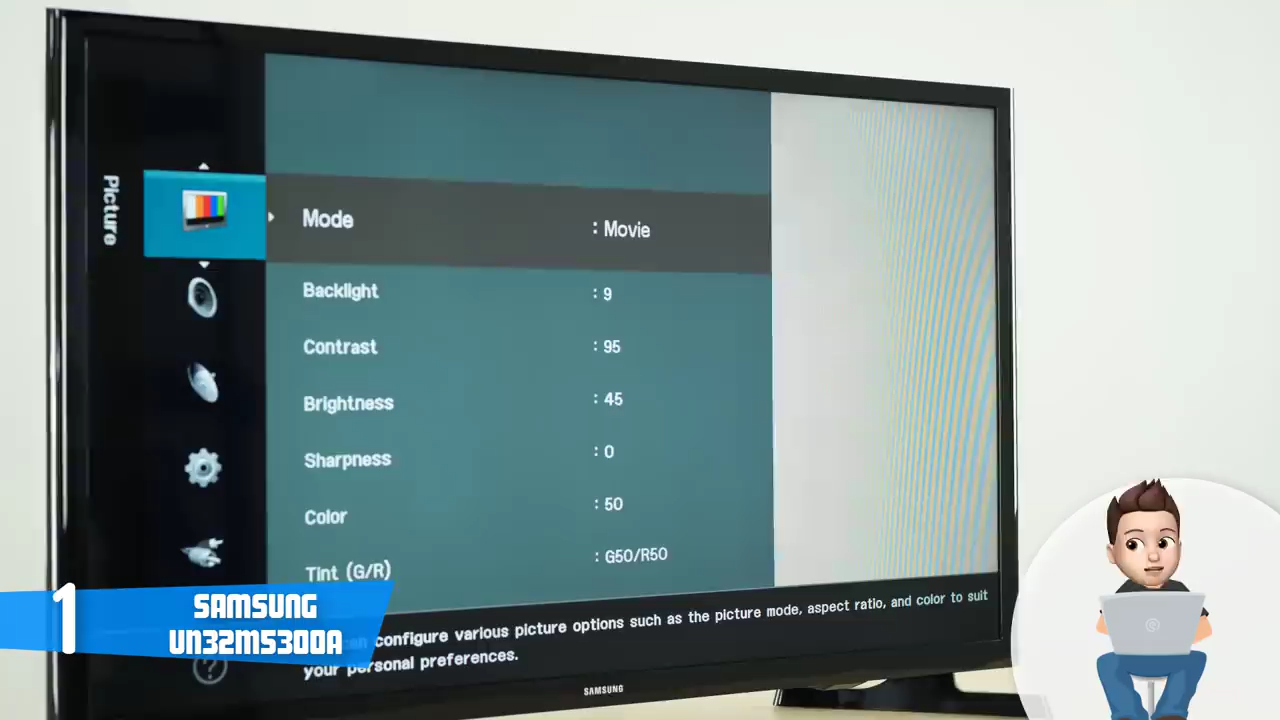 Picture
Mode : Movie
Backlight : 9
Contrast : 95
Brightness : 45
Sharpness : 0
Color : 50
Tint (G/R) : G50/R50
configure various picture options such as the picture mode, aspect ratio, and color to suit
your personal preferences.
SAMSUNG
1
SAMSUNG
UN32M5300A
?